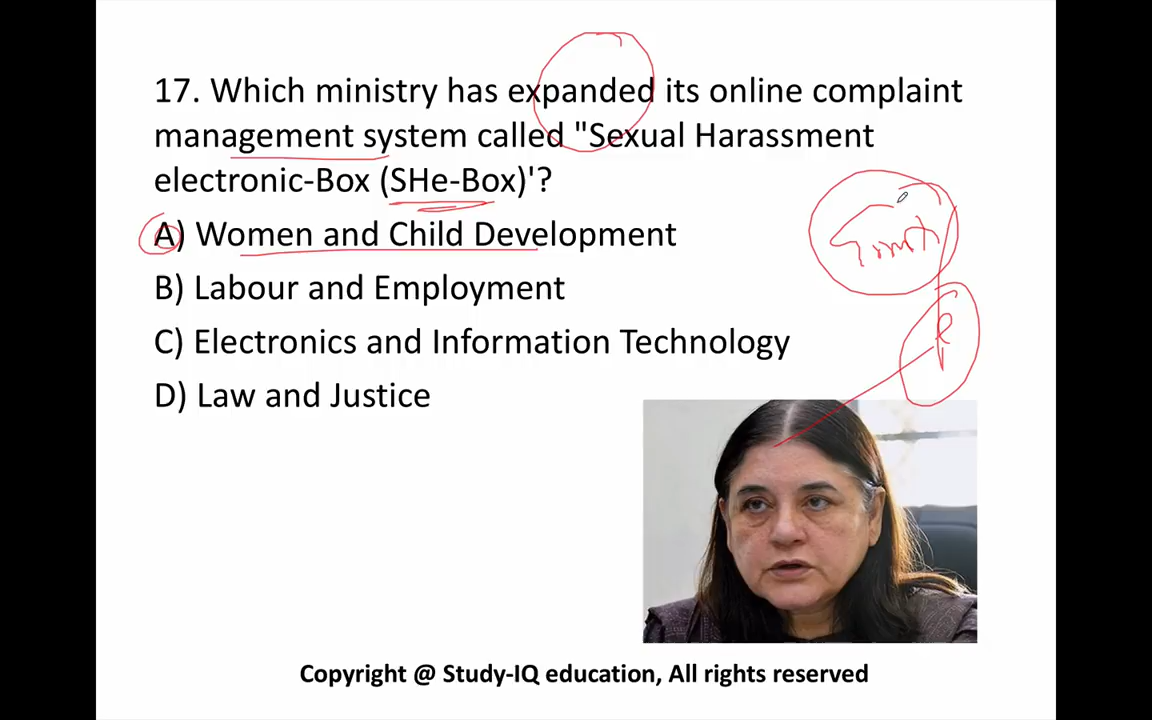 17. Which ministry has expanded its online complaint
management system called "Sexual Harassment
electronic-Box (SHe-Box)'?
A) Women and Child Development
B) Labour and Employment
C) Electronics and Information Technology
D) Law and Justice
Copyright @ Study-IQ education, All rights reserved